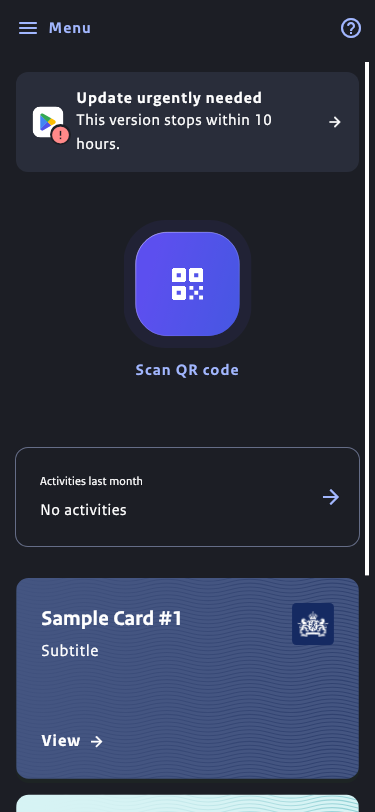 Menu
Update urgently needed
This version stops within 10
hours.
Scan QR code
Activities last month
No activities
Sample Card #1
Subtitle
View